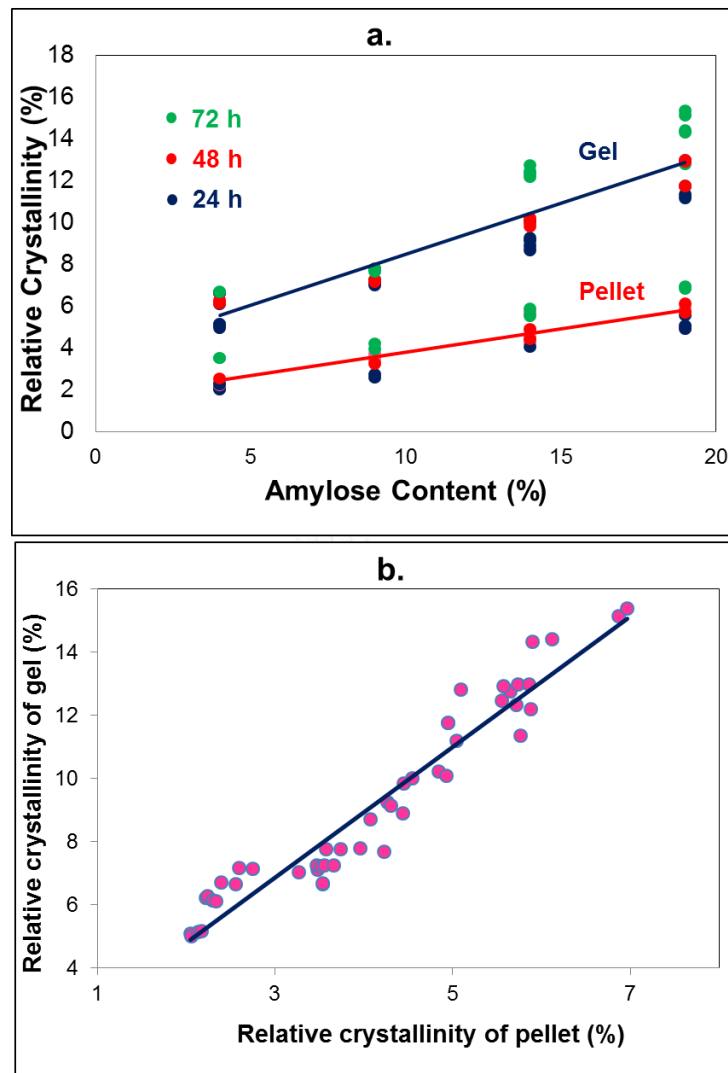 a.
Relative Crystallinity (%)
18
16
14
12
10
8
6
4
2
0
72 h
48 h
24 h
Gel
Pellet
0
5
10
15
20
Amylose Content (%)
b.
Relative crystallinity of gel (%)
16
14
12
10
8
6
4
1
3
5
7
Relative crystallinity of pellet (%)